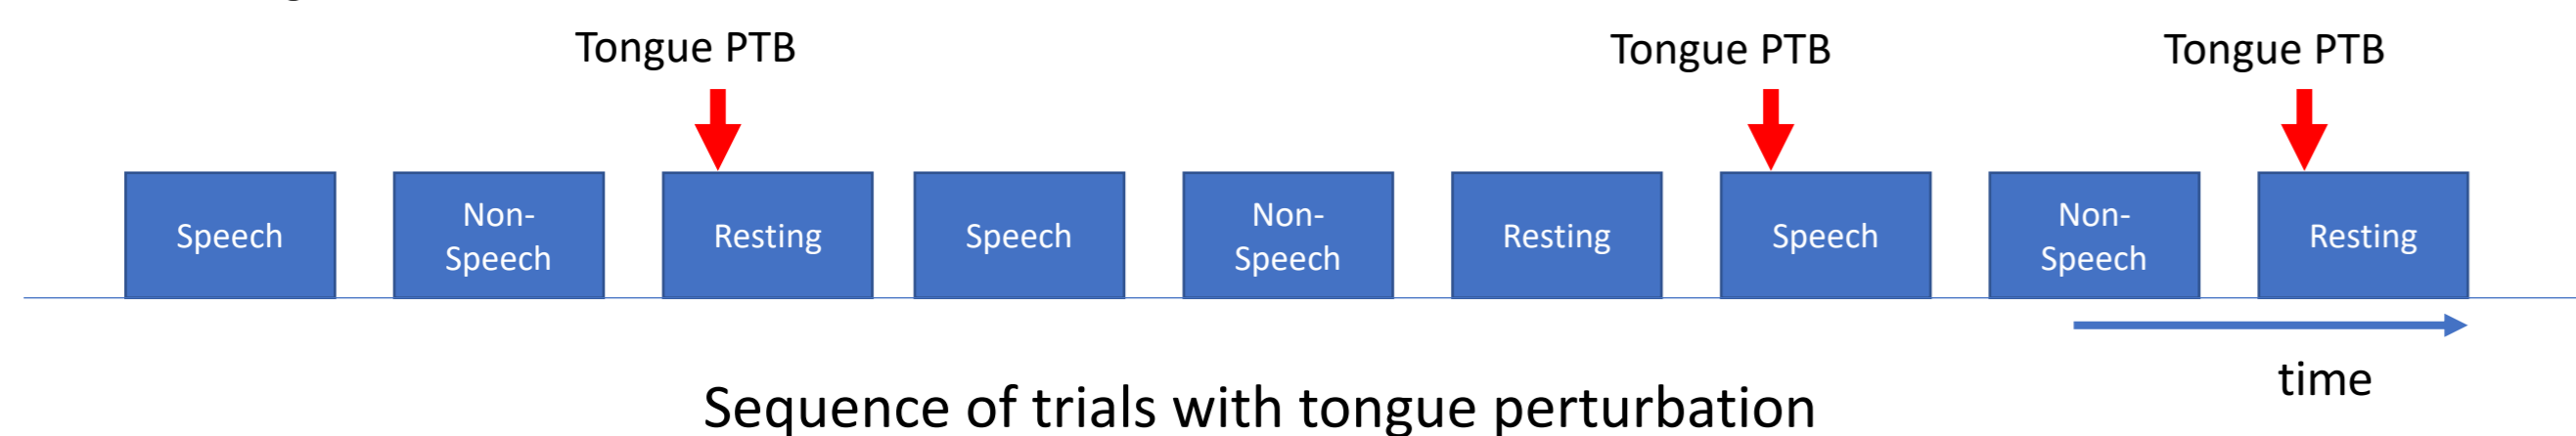 Tongue PTB
Tongue PTB
Tongue PTB
Speech
Non-
Speech
Resting
Speech
Non-
Speech
Resting
Speech
Non-
Speech
Resting
time
Sequence of trials with tongue perturbation